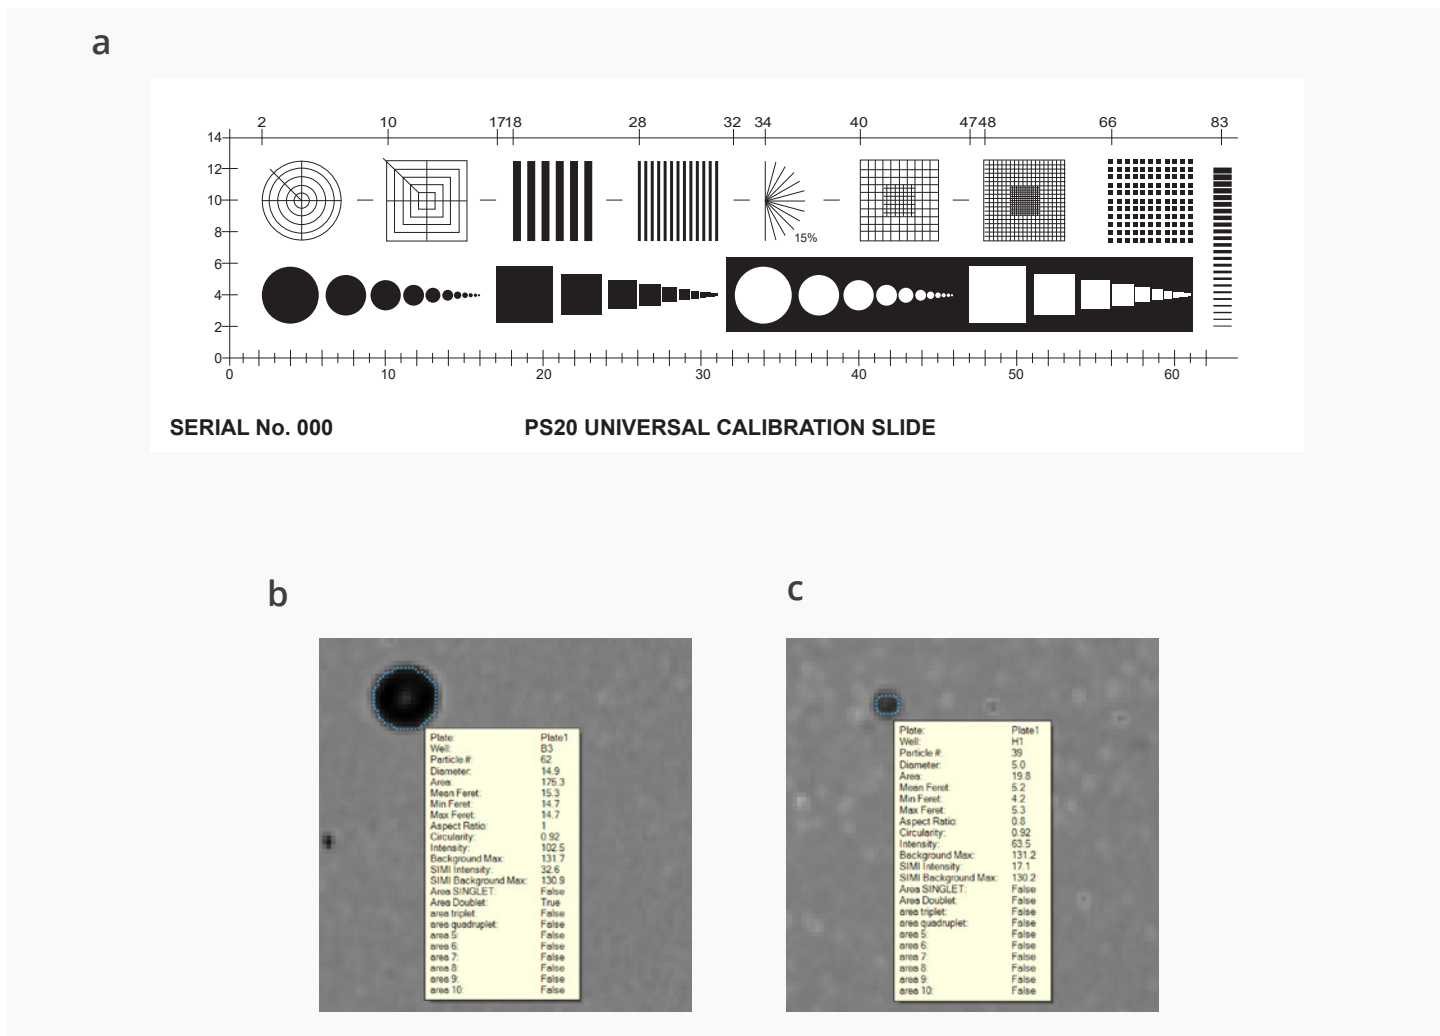 a
2 10 17 18 28 32 34 40 47 48 66 83
14
12
10
8
15%
6
4
2
0
0 10 20 30 40 50 60
SERIAL No. 000 PS20 UNIVERSAL CALIBRATION SLIDE
b
Plate: Plate1
Well: B3
Particle #: 62
Diameter: 14.9
Area: 175.3
Mean Feret: 15.3
Min Feret: 14.7
Max Feret: 14.7
Aspect Ratio: 1
Circularity: 0.92
Intensity: 102.5
Background Max: 131.7
SIMI Intensity: 32.6
SIMI Background Max: 130.9
Area SINGLET: False
Area Doublet: True
area triplet: False
area quadruplet: False
area 5: False
area 6: False
area 7: False
area 8: False
area 9: False
area 10: False
c
Plate: Plate1
Well: H1
Particle #: 39
Diameter: 5.0
Area: 19.8
Mean Feret: 5.2
Min Feret: 4.2
Max Feret: 5.3
Aspect Ratio: 0.8
Circularity: 0.92
Intensity: 63.5
Background Max: 131.2
SIMI Intensity: 17.1
SIMI Background Max: 130.2
Area SINGLET: False
Area Doublet: False
area triplet: False
area quadruplet: False
area 5: False
area 6: False
area 7: False
area 8: False
area 9: False
area 10: False